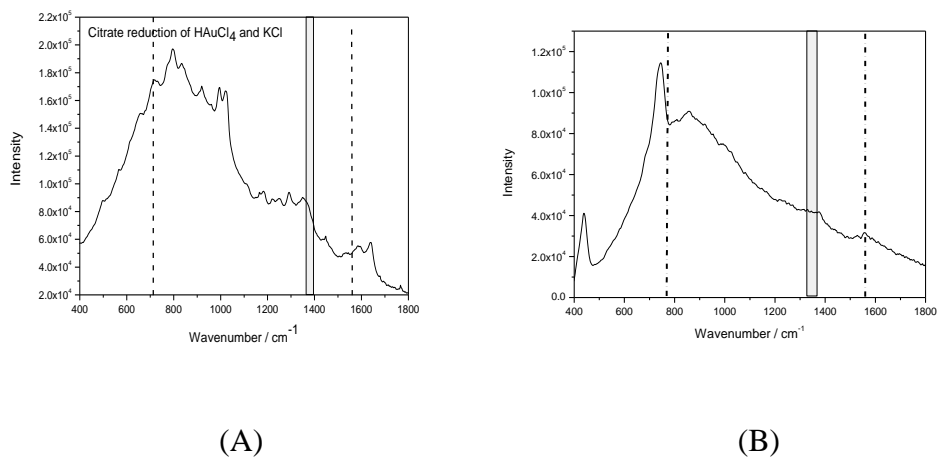 Citrate reduction of HAuCl4 and KCl
Intensity
2.2x10^5
2.0x10^5
1.8x10^5
1.6x10^5
1.4x10^5
1.2x10^5
1.0x10^5
8.0x10^4
6.0x10^4
4.0x10^4
2.0x10^4
400 600 800 1000 1200 1400 1600 1800
Wavenumber / cm-1
Intensity
1.2x10^5
1.0x10^5
8.0x10^4
6.0x10^4
4.0x10^4
2.0x10^4
0.0
400 600 800 1000 1200 1400 1600 1800
Wavenumber / cm-1
(A)
(B)